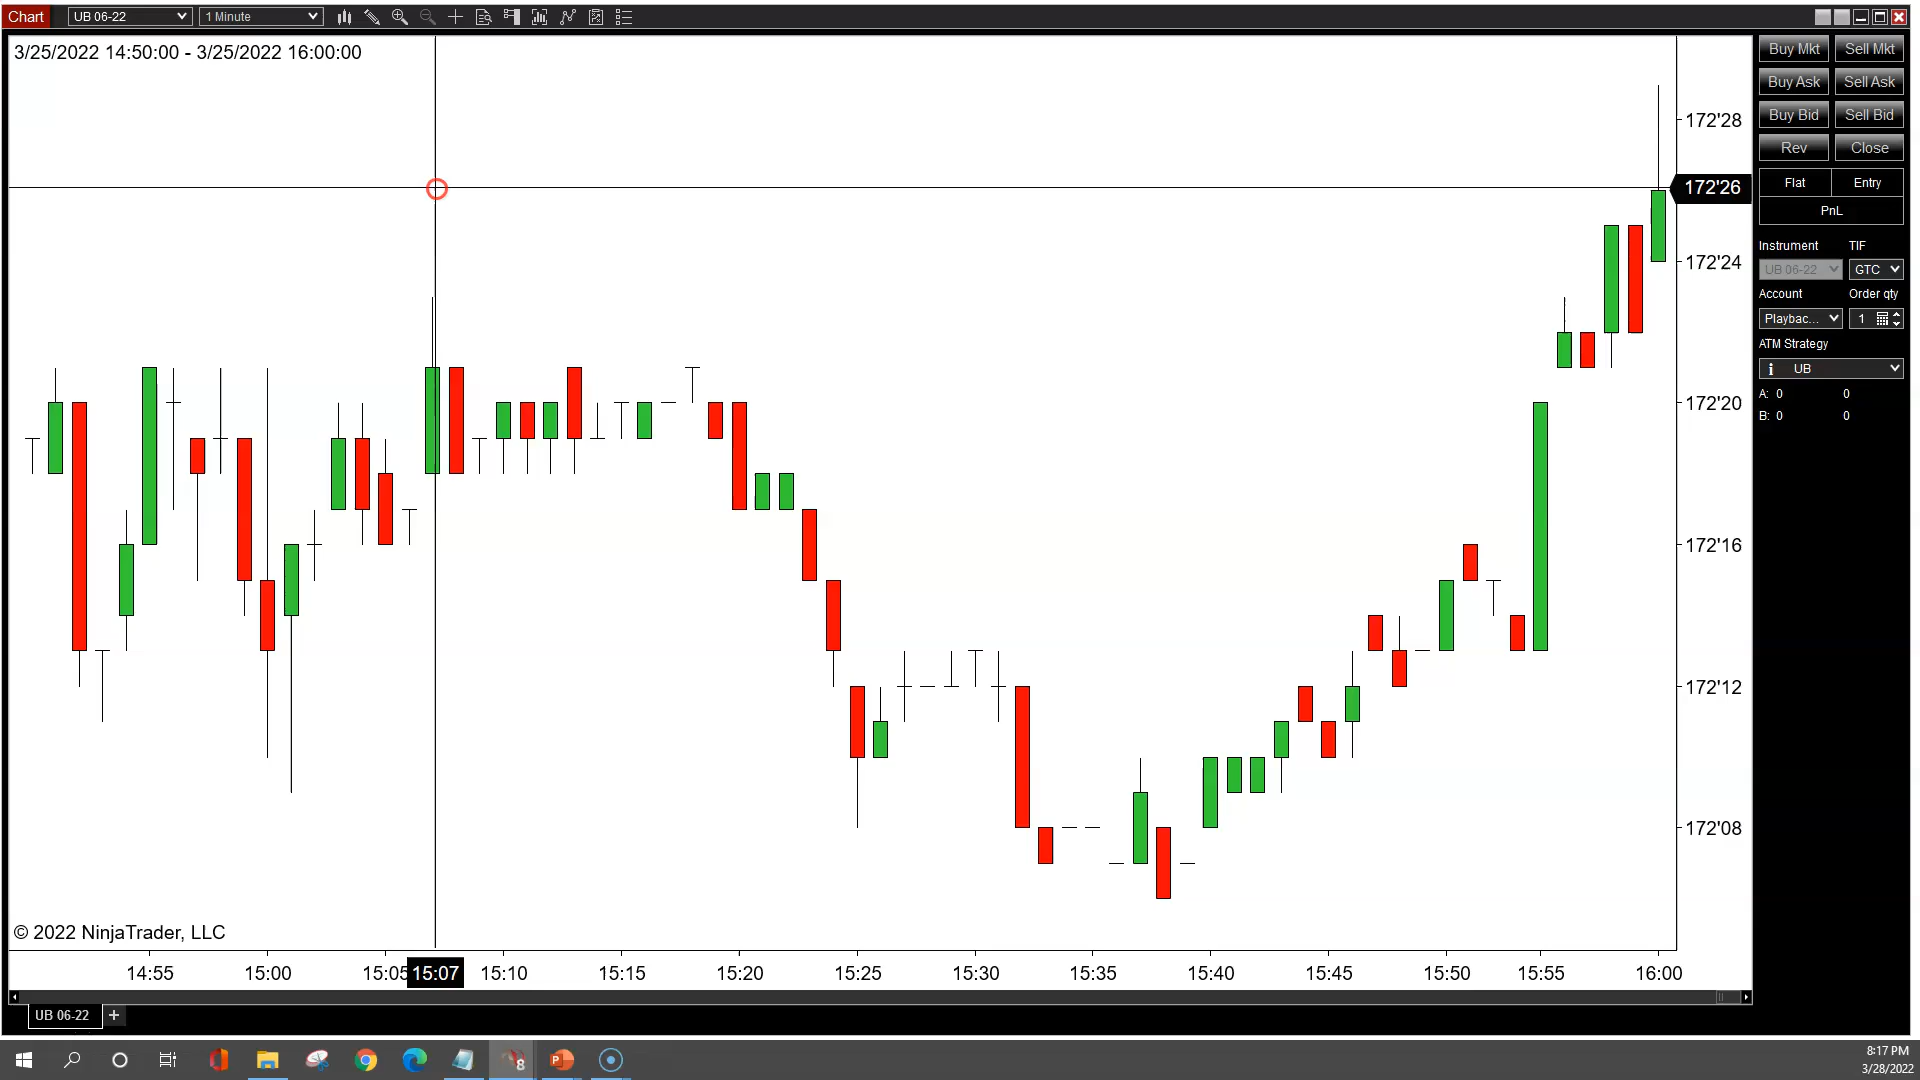 Chart UB 06-22 1 Minute
3/25/2022 14:50:00 - 3/25/2022 16:00:00
172'28
172'26
172'24
172'20
172'16
172'12
172'08
Buy Mkt Sell Mkt
Buy Ask Sell Ask
Buy Bid Sell Bid
Rev Close
Flat Entry
PnL
Instrument TIF
UB 06-22 GTC
Account Order qty
Playbac... 1
ATM Strategy
i UB
A: 0 0
B: 0 0
© 2022 NinjaTrader, LLC
14:55 15:00 15:05 15:07 15:10 15:15 15:20 15:25 15:30 15:35 15:40 15:45 15:50 15:55 16:00
UB 06-22 +
8
P
8:17 PM
3/28/2022